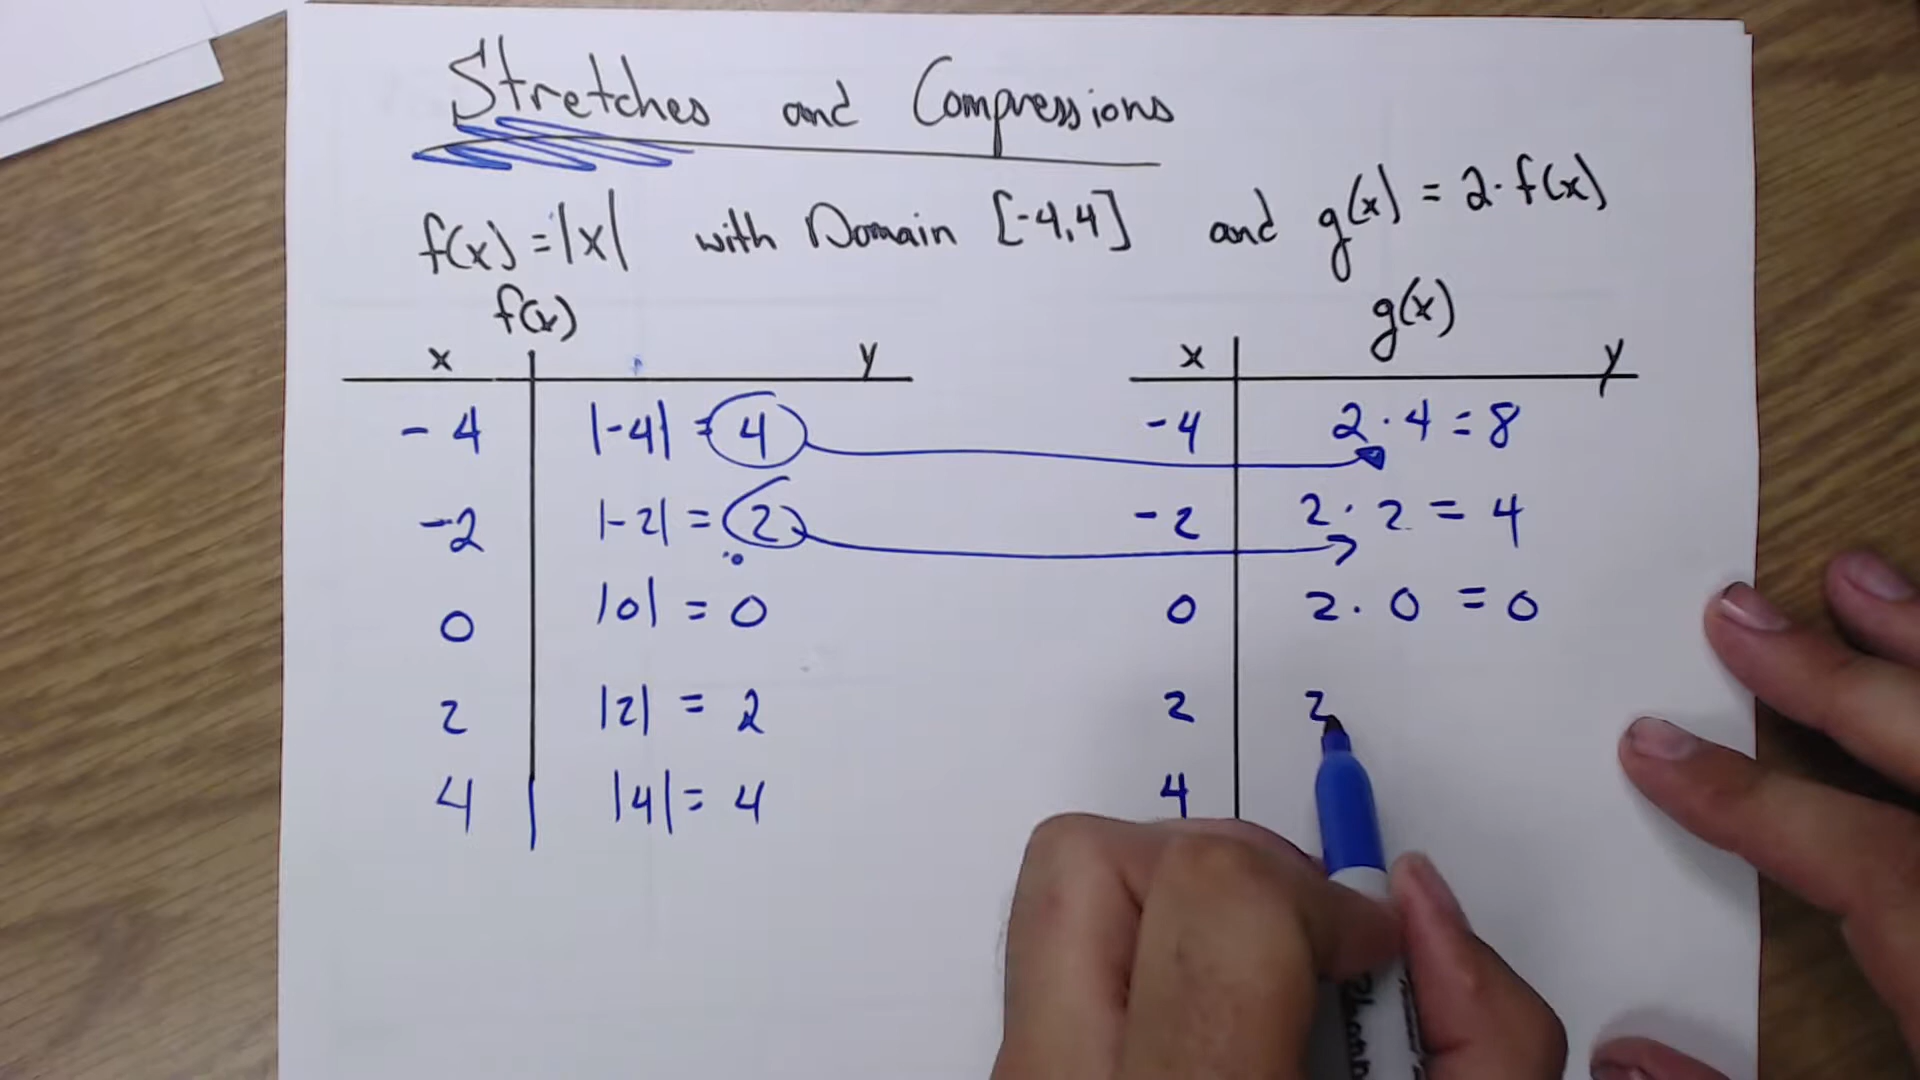 Stretches and Compressions
f(x) = |x| with Domain [-4,4] and g(x) = 2·f(x)
f(x) g(x)
x y x y
-4 |-4| = 4 -4 2·4 = 8
-2 |-2| = 2 -2 2·2 = 4
0 |0| = 0 0 2·0 = 0
2 |2| = 2 2 2
4 |4| = 4 4